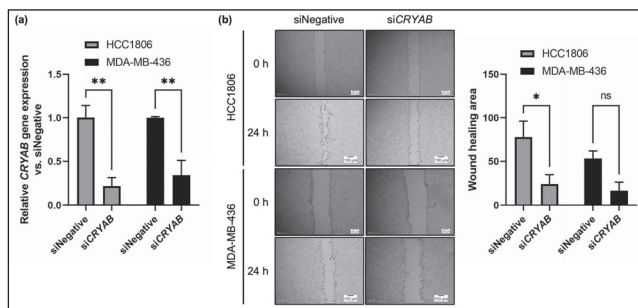 (a)
HCC1806
MDA-MB-436
**
**
Relative CRYAB gene expression
vs. siNegative
1.5
1.0
0.5
0.0
siNegative
siCRYAB
siNegative
siCRYAB
(b)
siNegative
siCRYAB
HCC1806
0 h
24 h
MDA-MB-436
0 h
24 h
HCC1806
MDA-MB-436
*
ns
Wound healing area
150
100
50
0
siNegative
siCRYAB
siNegative
siCRYAB